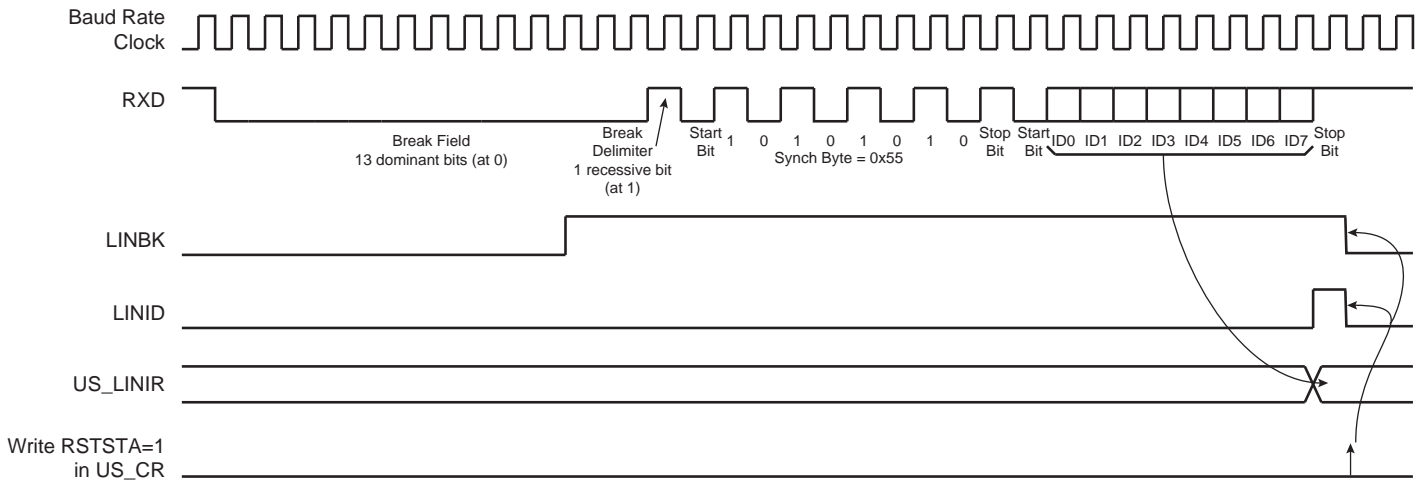 Baud Rate
Clock
RXD
Break Field
13 dominant bits (at 0)
Break
Delimiter
1 recessive bit
(at 1)
Start
Bit
1 0 1 0 1 0 1 0
Synch Byte = 0x55
Stop
Bit
Start
Bit
ID0 ID1 ID2 ID3 ID4 ID5 ID6 ID7
Stop
Bit
LINBK
LINID
US_LINIR
Write RSTSTA=1
in US_CR